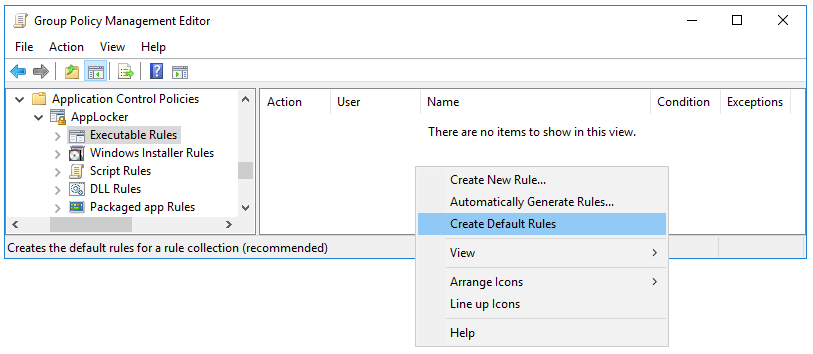 Group Policy Management Editor
File Action View Help
Application Control Policies
AppLocker
Executable Rules
Windows Installer Rules
Script Rules
DLL Rules
Packaged app Rules
Action User Name Condition Exceptions
There are no items to show in this view.
Create New Rule...
Automatically Generate Rules...
Create Default Rules
View
Arrange Icons
Line up Icons
Help
Creates the default rules for a rule collection (recommended)